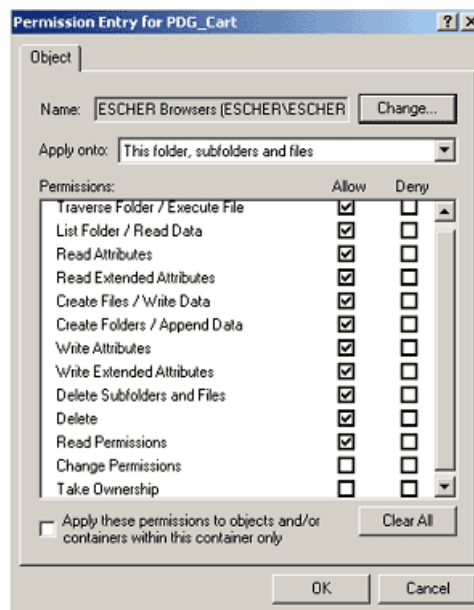 Permission Entry for PDG_Cart
Object
Name: ESCHER Browsers (ESCHER\ESCHER Change...
Apply onto: This folder, subfolders and files
Permissions: Allow Deny
Traverse Folder / Execute File
List Folder / Read Data
Read Attributes
Read Extended Attributes
Create Files / Write Data
Create Folders / Append Data
Write Attributes
Write Extended Attributes
Delete Subfolders and Files
Delete
Read Permissions
Change Permissions
Take Ownership
Apply these permissions to objects and/or Clear All
containers within this container only
OK Cancel